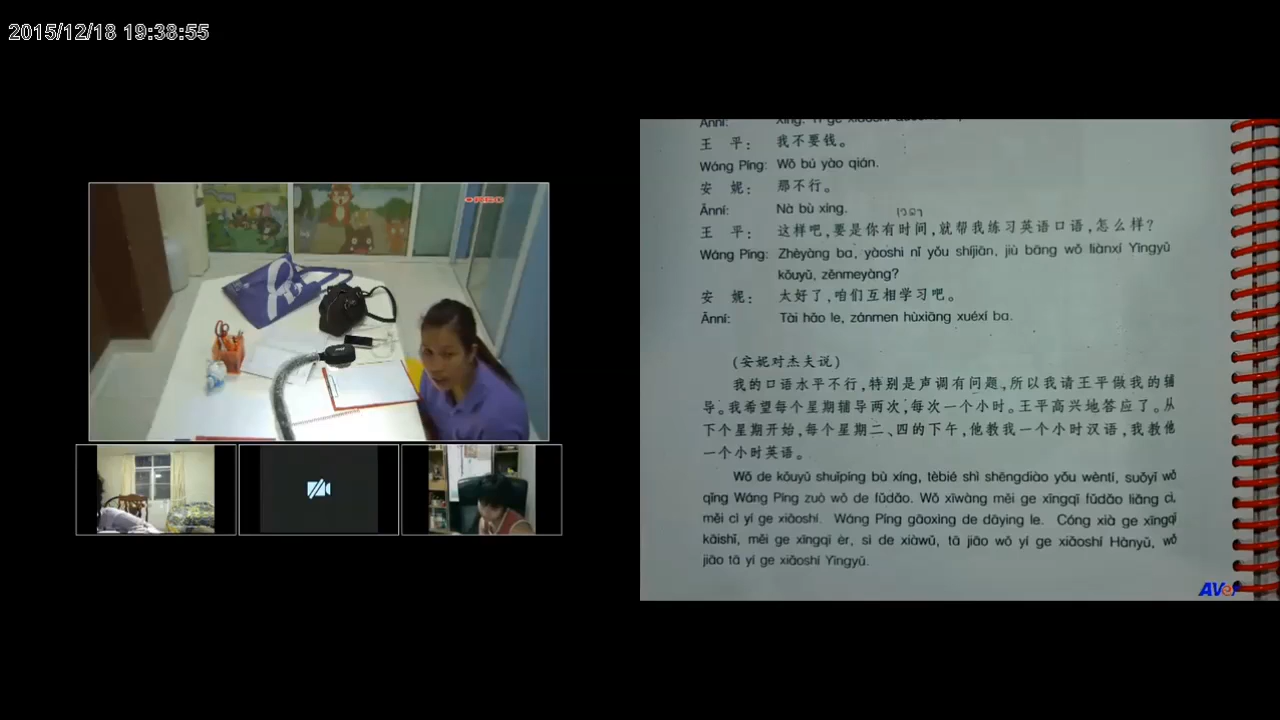 2015/12/18 19:38:55
Ānní:
王 平： 我不要钱。
Wáng Píng: Wǒ bú yào qián.
安 妮： 那不行。
Ānní: Nà bù xíng.
เวลา
王 平： 这样吧，要是你有时间，就帮我练习英语口语，怎么样？
Wáng Píng: Zhèyàng ba, yàoshi nǐ yǒu shíjiān, jiù bāng wǒ liànxí Yīngyǔ
kǒuyǔ, zěnmeyàng?
安 妮： 太好了，咱们互相学习吧。
Ānní: Tài hǎo le, zánmen hùxiāng xuéxí ba.
（安妮对杰夫说）
我的口语水平不行，特别是声调有问题，所以我请王平做我的辅
导。我希望每个星期辅导两次，每次一个小时。王平高兴地答应了。从
下个星期开始，每个星期二、四的下午，他教我一个小时汉语，我教他
一个小时英语。
Wǒ de kǒuyǔ shuǐpíng bù xíng, tèbié shì shēngdiào yǒu wèntí, suǒyǐ wǒ
qǐng Wáng Píng zuò wǒ de fǔdǎo. Wǒ xīwàng měi ge xīngqī fǔdǎo liǎng cì,
měi cì yí ge xiǎoshí. Wáng Píng gāoxìng de dāying le. Cóng xià ge xīngqī
kāishǐ, měi ge xīngqī èr, sì de xiàwǔ, tā jiāo wǒ yí ge xiǎoshí Hànyǔ, wǒ
jiāo tā yí ge xiǎoshí Yīngyǔ.
AVer